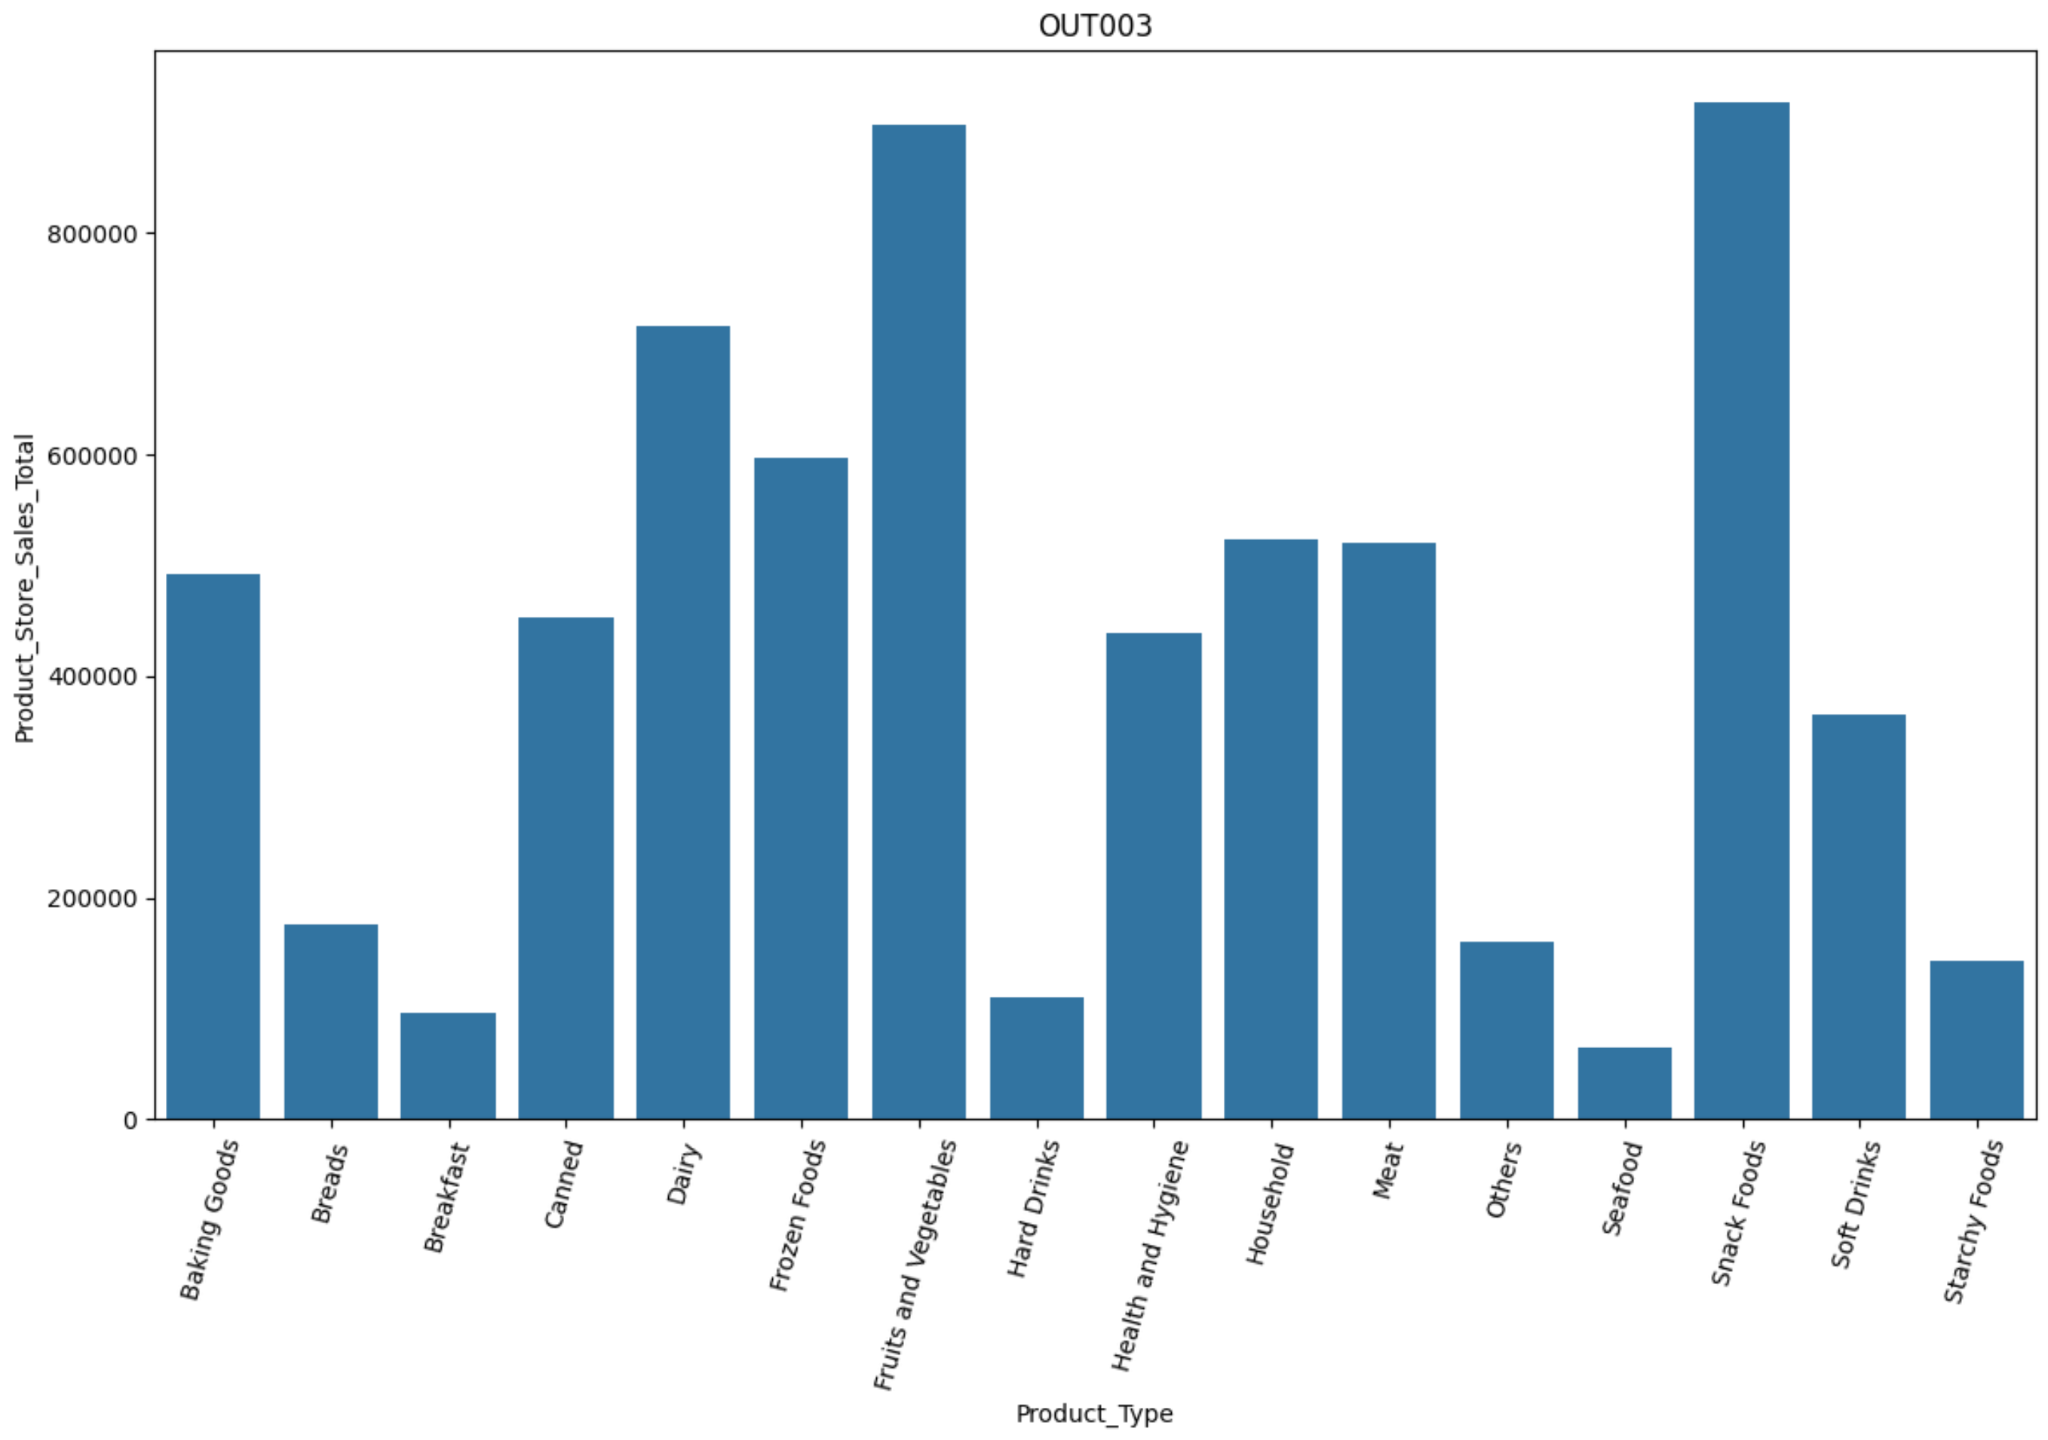 OUT003
Product_Store_Sales_Total
800000
600000
400000
200000
0
Baking Goods
Breads
Breakfast
Canned
Dairy
Frozen Foods
Fruits and Vegetables
Hard Drinks
Health and Hygiene
Household
Meat
Others
Seafood
Snack Foods
Soft Drinks
Starchy Foods
Product_Type